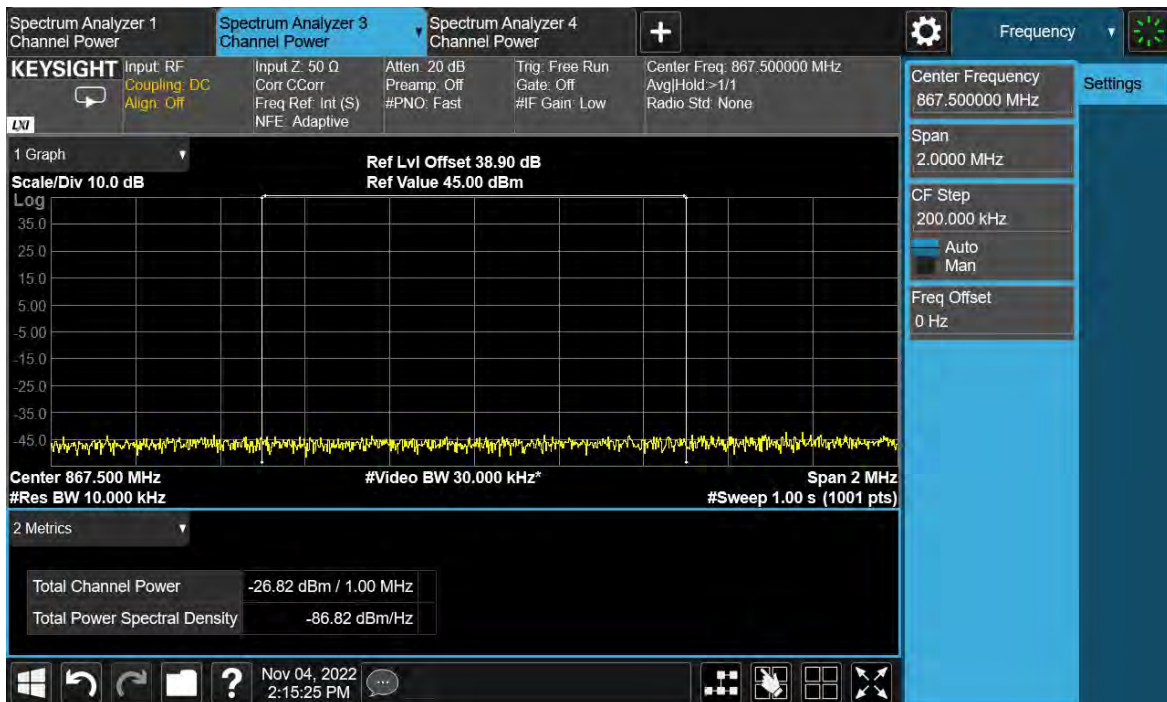 Spectrum Analyzer 1
Channel Power
Spectrum Analyzer 3
Channel Power
Spectrum Analyzer 4
Channel Power
Frequency
KEYSIGHT
LXI
Input: RF
Coupling: DC
Align: Off
Input Z: 50 Ω
Corr CCorr
Freq Ref: Int (S)
NFE: Adaptive
Atten: 20 dB
Preamp: Off
#PNO: Fast
Trig: Free Run
Gate: Off
#IF Gain: Low
Center Freq: 867.500000 MHz
Avg|Hold:>1/1
Radio Std: None
Center Frequency
867.500000 MHz
Settings
Span
2.0000 MHz
CF Step
200.000 kHz
Auto
Man
Freq Offset
0 Hz
1 Graph
Scale/Div 10.0 dB
Ref Lvl Offset 38.90 dB
Ref Value 45.00 dBm
Log
35.0
25.0
15.0
5.00
-5.00
-15.0
-25.0
-35.0
-45.0
Center 867.500 MHz
#Video BW 30.000 kHz*
Span 2 MHz
#Res BW 10.000 kHz
#Sweep 1.00 s (1001 pts)
2 Metrics
Total Channel Power -26.82 dBm / 1.00 MHz
Total Power Spectral Density -86.82 dBm/Hz
Nov 04, 2022
2:15:25 PM